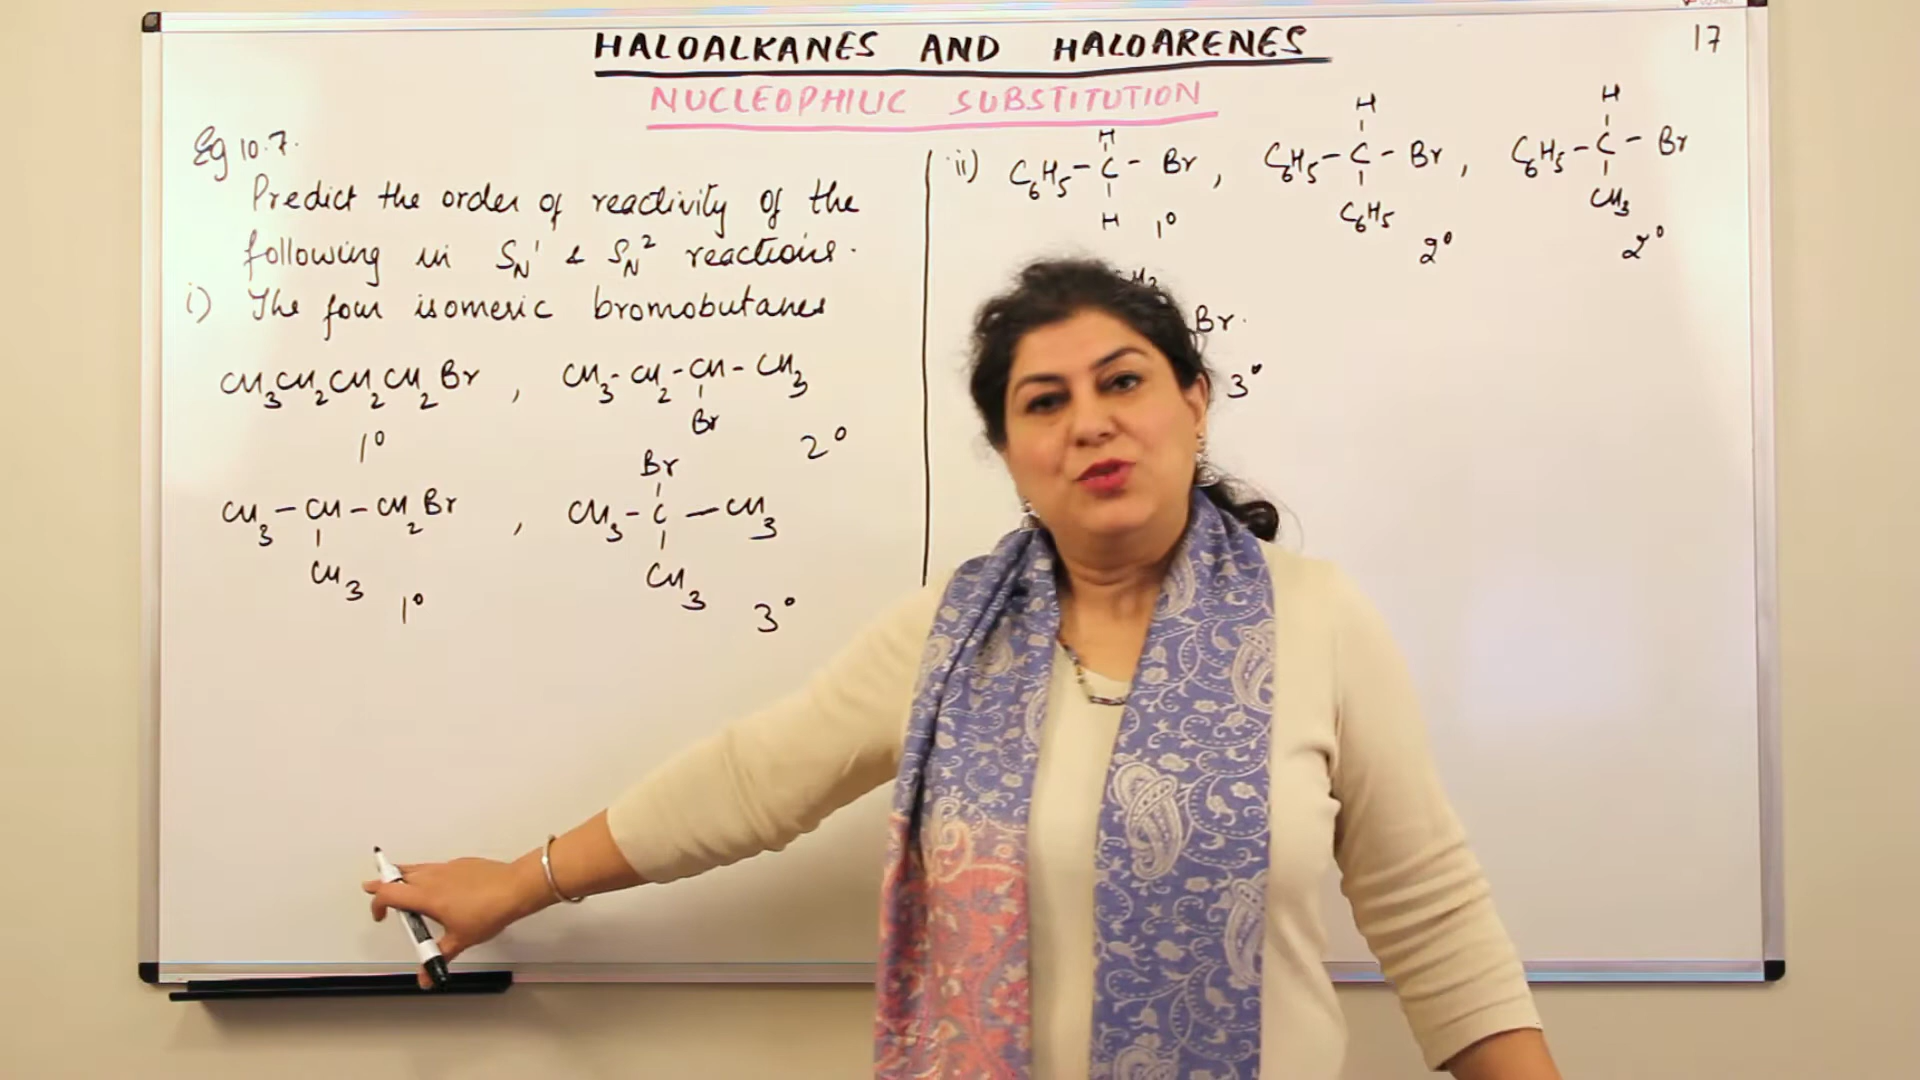 HALOALKANES AND HALOARENES
17
NUCLEOPHILIC SUBSTITUTION
Eg 10.7.
Predict the order of reactivity of the
following in SN1 & SN2 reactions.
i) The four isomeric bromobutanes
CH3CH2CH2CH2Br , CH3-CH2-CH-CH3
Br
1° 2°
Br
CH3-CH-CH2Br , CH3-C-CH3
CH3 CH3
1° 3°
H H H
ii) C6H5-C-Br , C6H5-C-Br , C6H5-C-Br
H C6H5 CH3
1° 2° 2°
Br.
3°